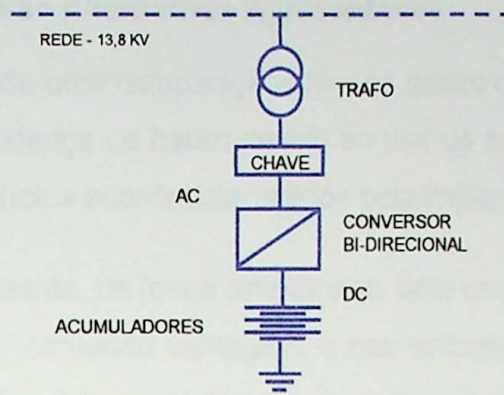 REDE - 13,8 KV
TRAFO
CHAVE
AC
CONVERSOR
BI-DIRECIONAL
DC
ACUMULADORES